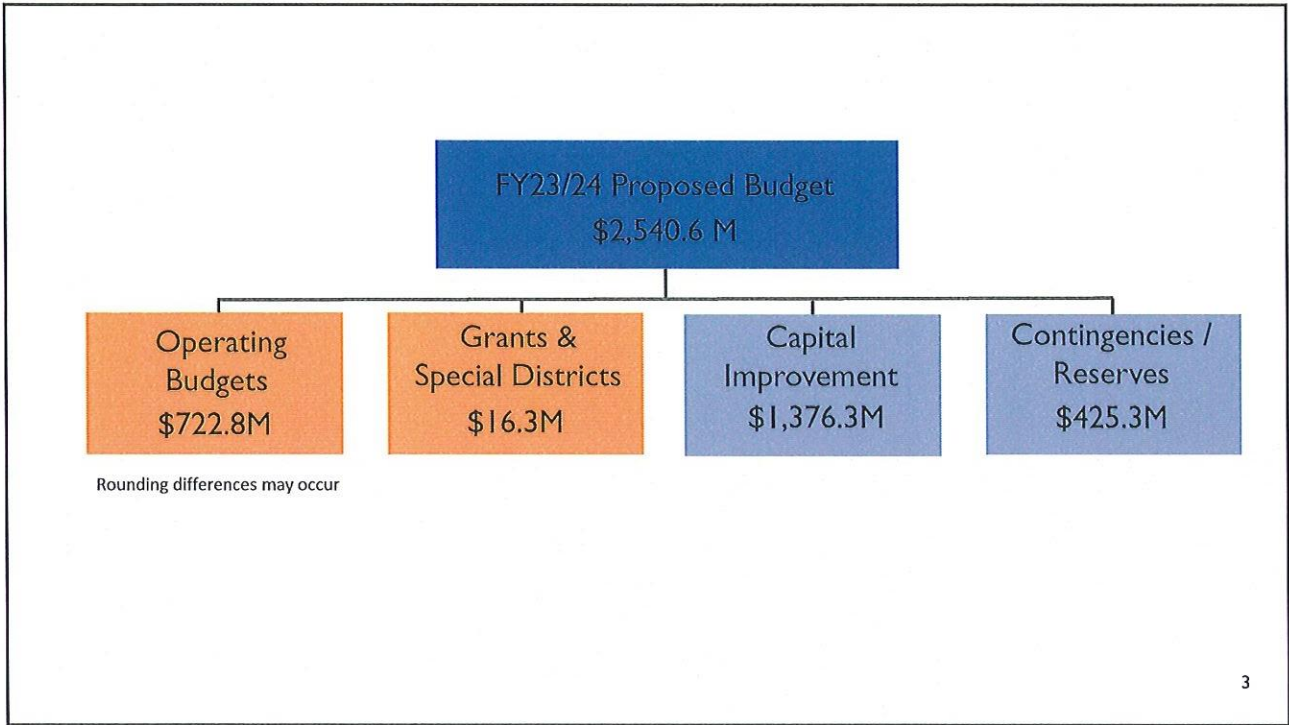 FY23/24 Proposed Budget
$2,540.6 M
Operating
Budgets
$722.8M
Grants &
Special Districts
$16.3M
Capital
Improvement
$1,376.3M
Contingencies /
Reserves
$425.3M
Rounding differences may occur
3